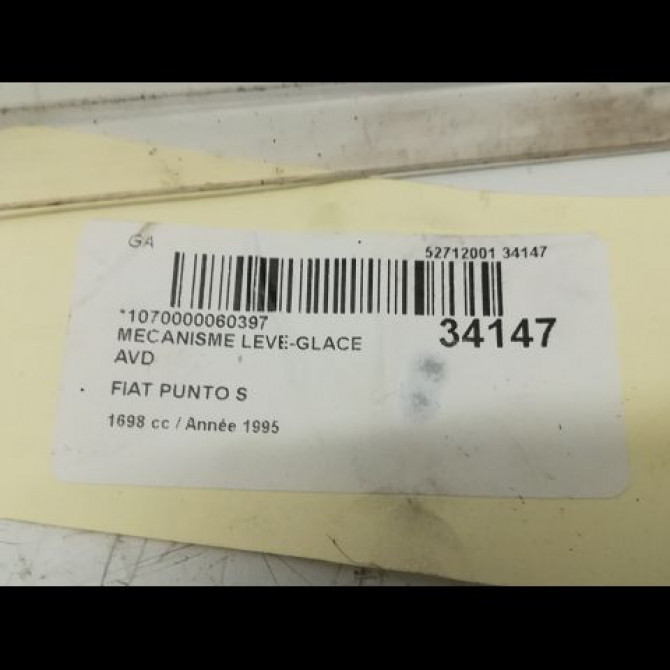 GA
52712001 34147
*1070000060397
34147
MECANISME LEVE-GLACE
AVD
FIAT PUNTO S
1698 cc / Année 1995